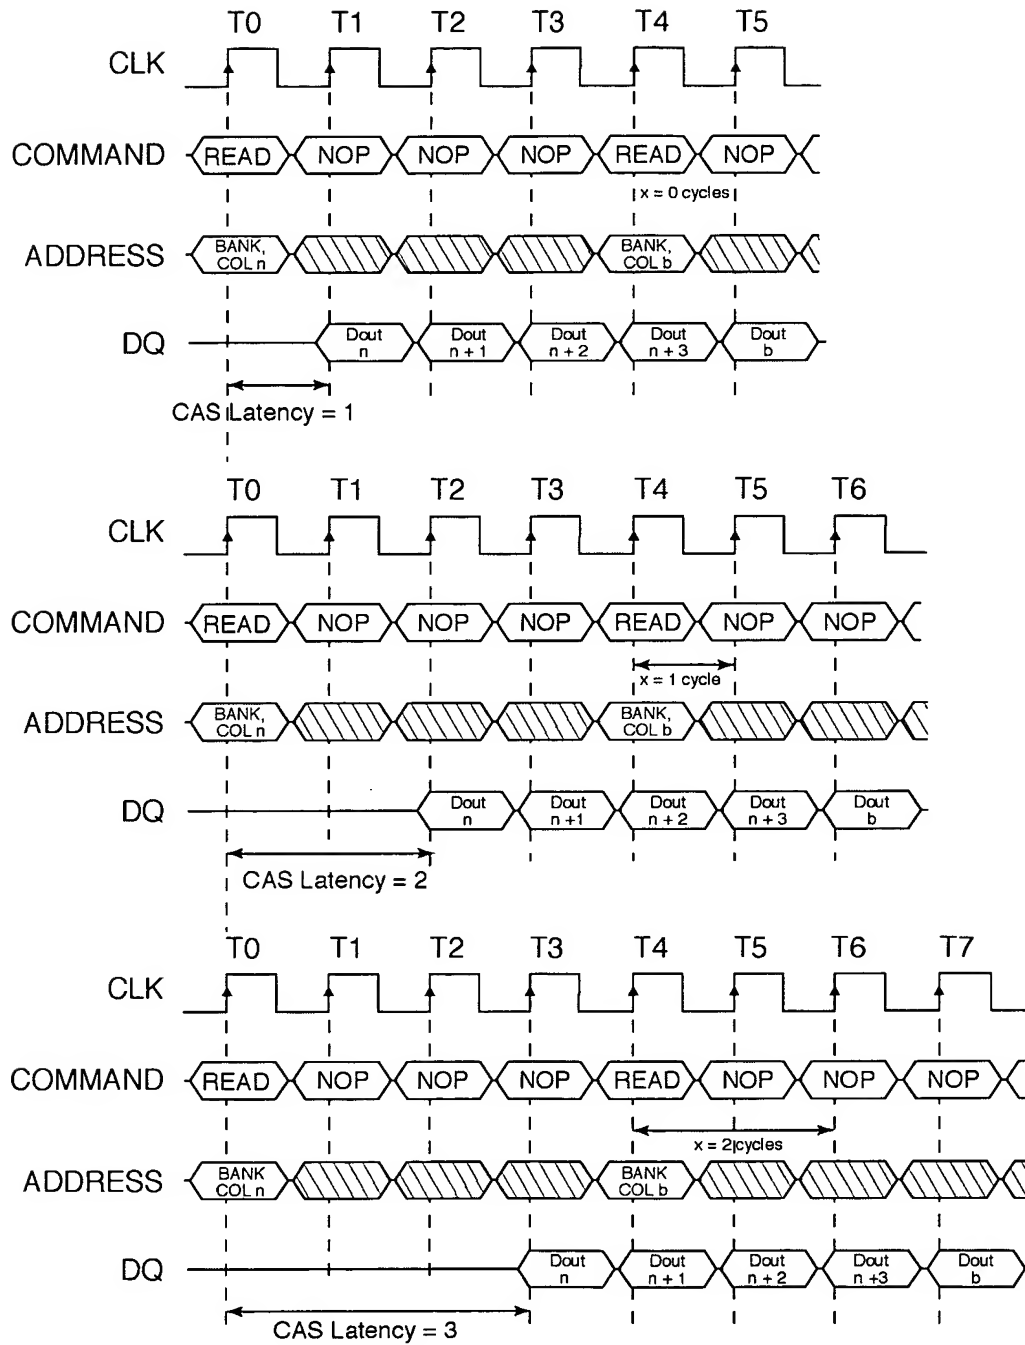 T0 T1 T2 T3 T4 T5
CLK
COMMAND READ NOP NOP NOP READ NOP
x = 0 cycles
ADDRESS BANK, COL n BANK, COL b
DQ Dout n Dout n + 1 Dout n + 2 Dout n + 3 Dout b
CAS Latency = 1
T0 T1 T2 T3 T4 T5 T6
CLK
COMMAND READ NOP NOP NOP READ NOP NOP
x = 1 cycle
ADDRESS BANK, COL n BANK, COL b
DQ Dout n Dout n +1 Dout n + 2 Dout n + 3 Dout b
CAS Latency = 2
T0 T1 T2 T3 T4 T5 T6 T7
CLK
COMMAND READ NOP NOP NOP READ NOP NOP NOP
x = 2 cycles
ADDRESS BANK COL n BANK COL b
DQ Dout n Dout n + 1 Dout n + 2 Dout n +3 Dout b
CAS Latency = 3